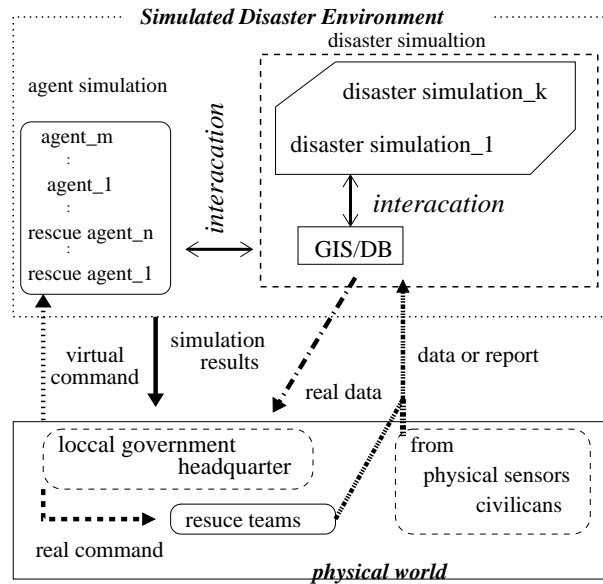 Simulated Disaster Environment
disaster simualtion
agent simulation
disaster simulation_k
agent_m
:
disaster simulation_1
agent_1
:
interacation
interacation
rescue agent_n
:
GIS/DB
rescue agent_1
virtual
command
simulation
results
data or report
real data
loccal government
headquarter
from
physical sensors
civilicans
resuce teams
real command
physical world